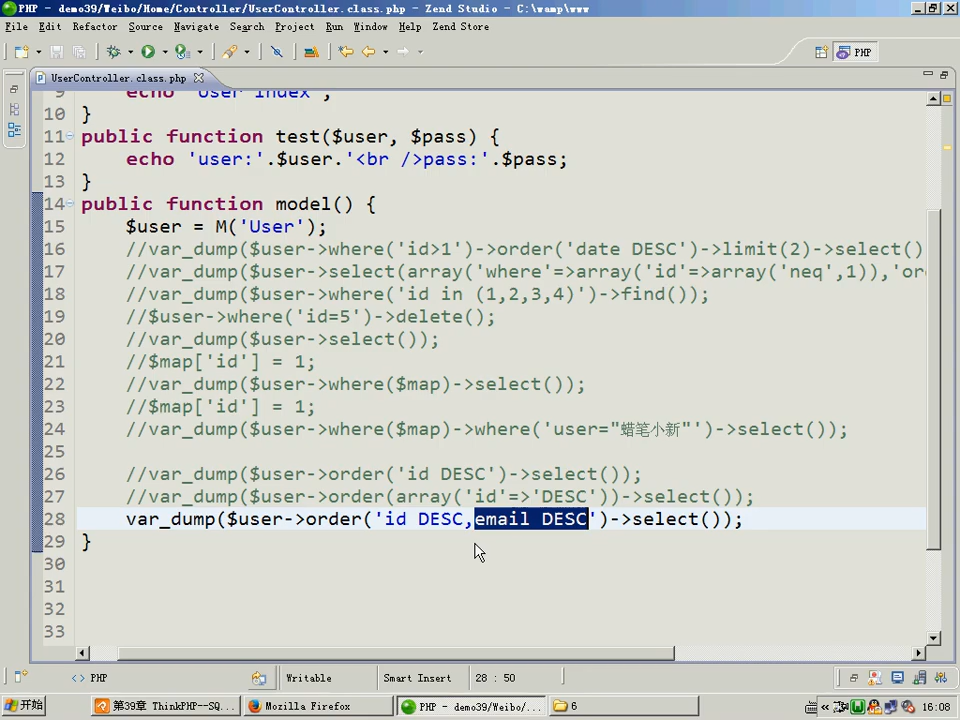 PHP - demo39/Weibo/Home/Controller/UserController.class.php - Zend Studio - C:\wamp\www
File Edit Refactor Source Navigate Search Project Run Window Help Zend Store
PHP
UserController.class.php
10 }
11 public function test($user, $pass) {
12 echo 'user:'.$user.'<br />pass:'.$pass;
13 }
14 public function model() {
15 $user = M('User');
16 //var_dump($user->where('id>1')->order('date DESC')->limit(2)->select()
17 //var_dump($user->select(array('where'=>array('id'=>array('neq',1)),'or
18 //var_dump($user->where('id in (1,2,3,4)')->find());
19 //$user->where('id=5')->delete();
20 //var_dump($user->select());
21 //$map['id'] = 1;
22 //var_dump($user->where($map)->select());
23 //$map['id'] = 1;
24 //var_dump($user->where($map)->where('user="蜡笔小新"')->select());
25
26 //var_dump($user->order('id DESC')->select());
27 //var_dump($user->order(array('id'=>'DESC'))->select());
28 var_dump($user->order('id DESC,email DESC')->select());
29 }
30
31
32
33
<> PHP Writable Smart Insert 28 : 50
开始 第39章 ThinkPHP--SQ... Mozilla Firefox PHP - demo39/Weibo/... 6 16:08